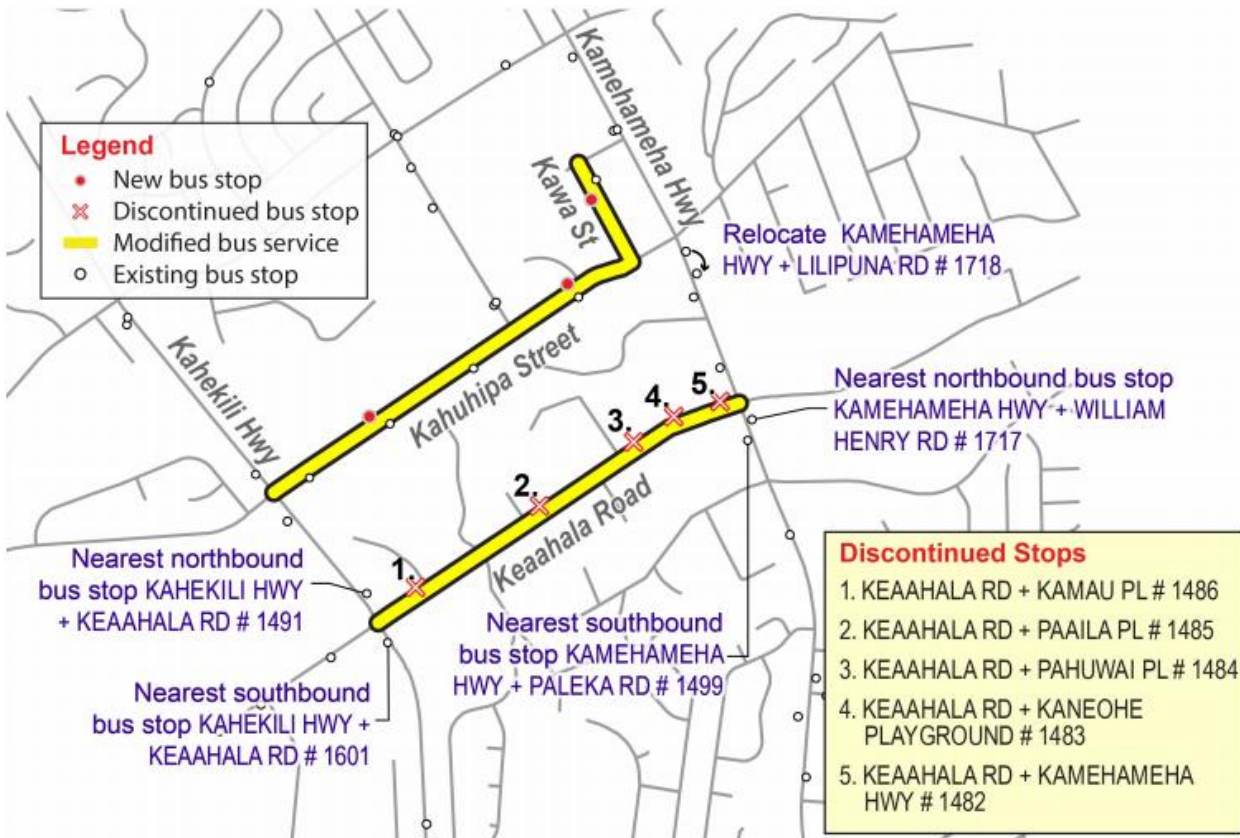 Legend
New bus stop
Discontinued bus stop
Modified bus service
Existing bus stop
Kamehameha Hwy
Kawa St
Relocate KAMEHAMEHA
HWY + LILIPUNA RD # 1718
Kahekili Hwy
Kahuhipa Street
Keaahala Road
1.
2.
3.
4.
5.
Nearest northbound bus stop
KAMEHAMEHA HWY + WILLIAM
HENRY RD # 1717
Nearest northbound
bus stop KAHEKILI HWY
+ KEAAHALA RD # 1491
Nearest southbound
bus stop KAMEHAMEHA
HWY + PALEKA RD # 1499
Nearest southbound
bus stop KAHEKILI HWY +
KEAAHALA RD # 1601
Discontinued Stops
1. KEAAHALA RD + KAMAU PL # 1486
2. KEAAHALA RD + PAAILA PL # 1485
3. KEAAHALA RD + PAHUWAI PL # 1484
4. KEAAHALA RD + KANEOHE
PLAYGROUND # 1483
5. KEAAHALA RD + KAMEHAMEHA
HWY # 1482